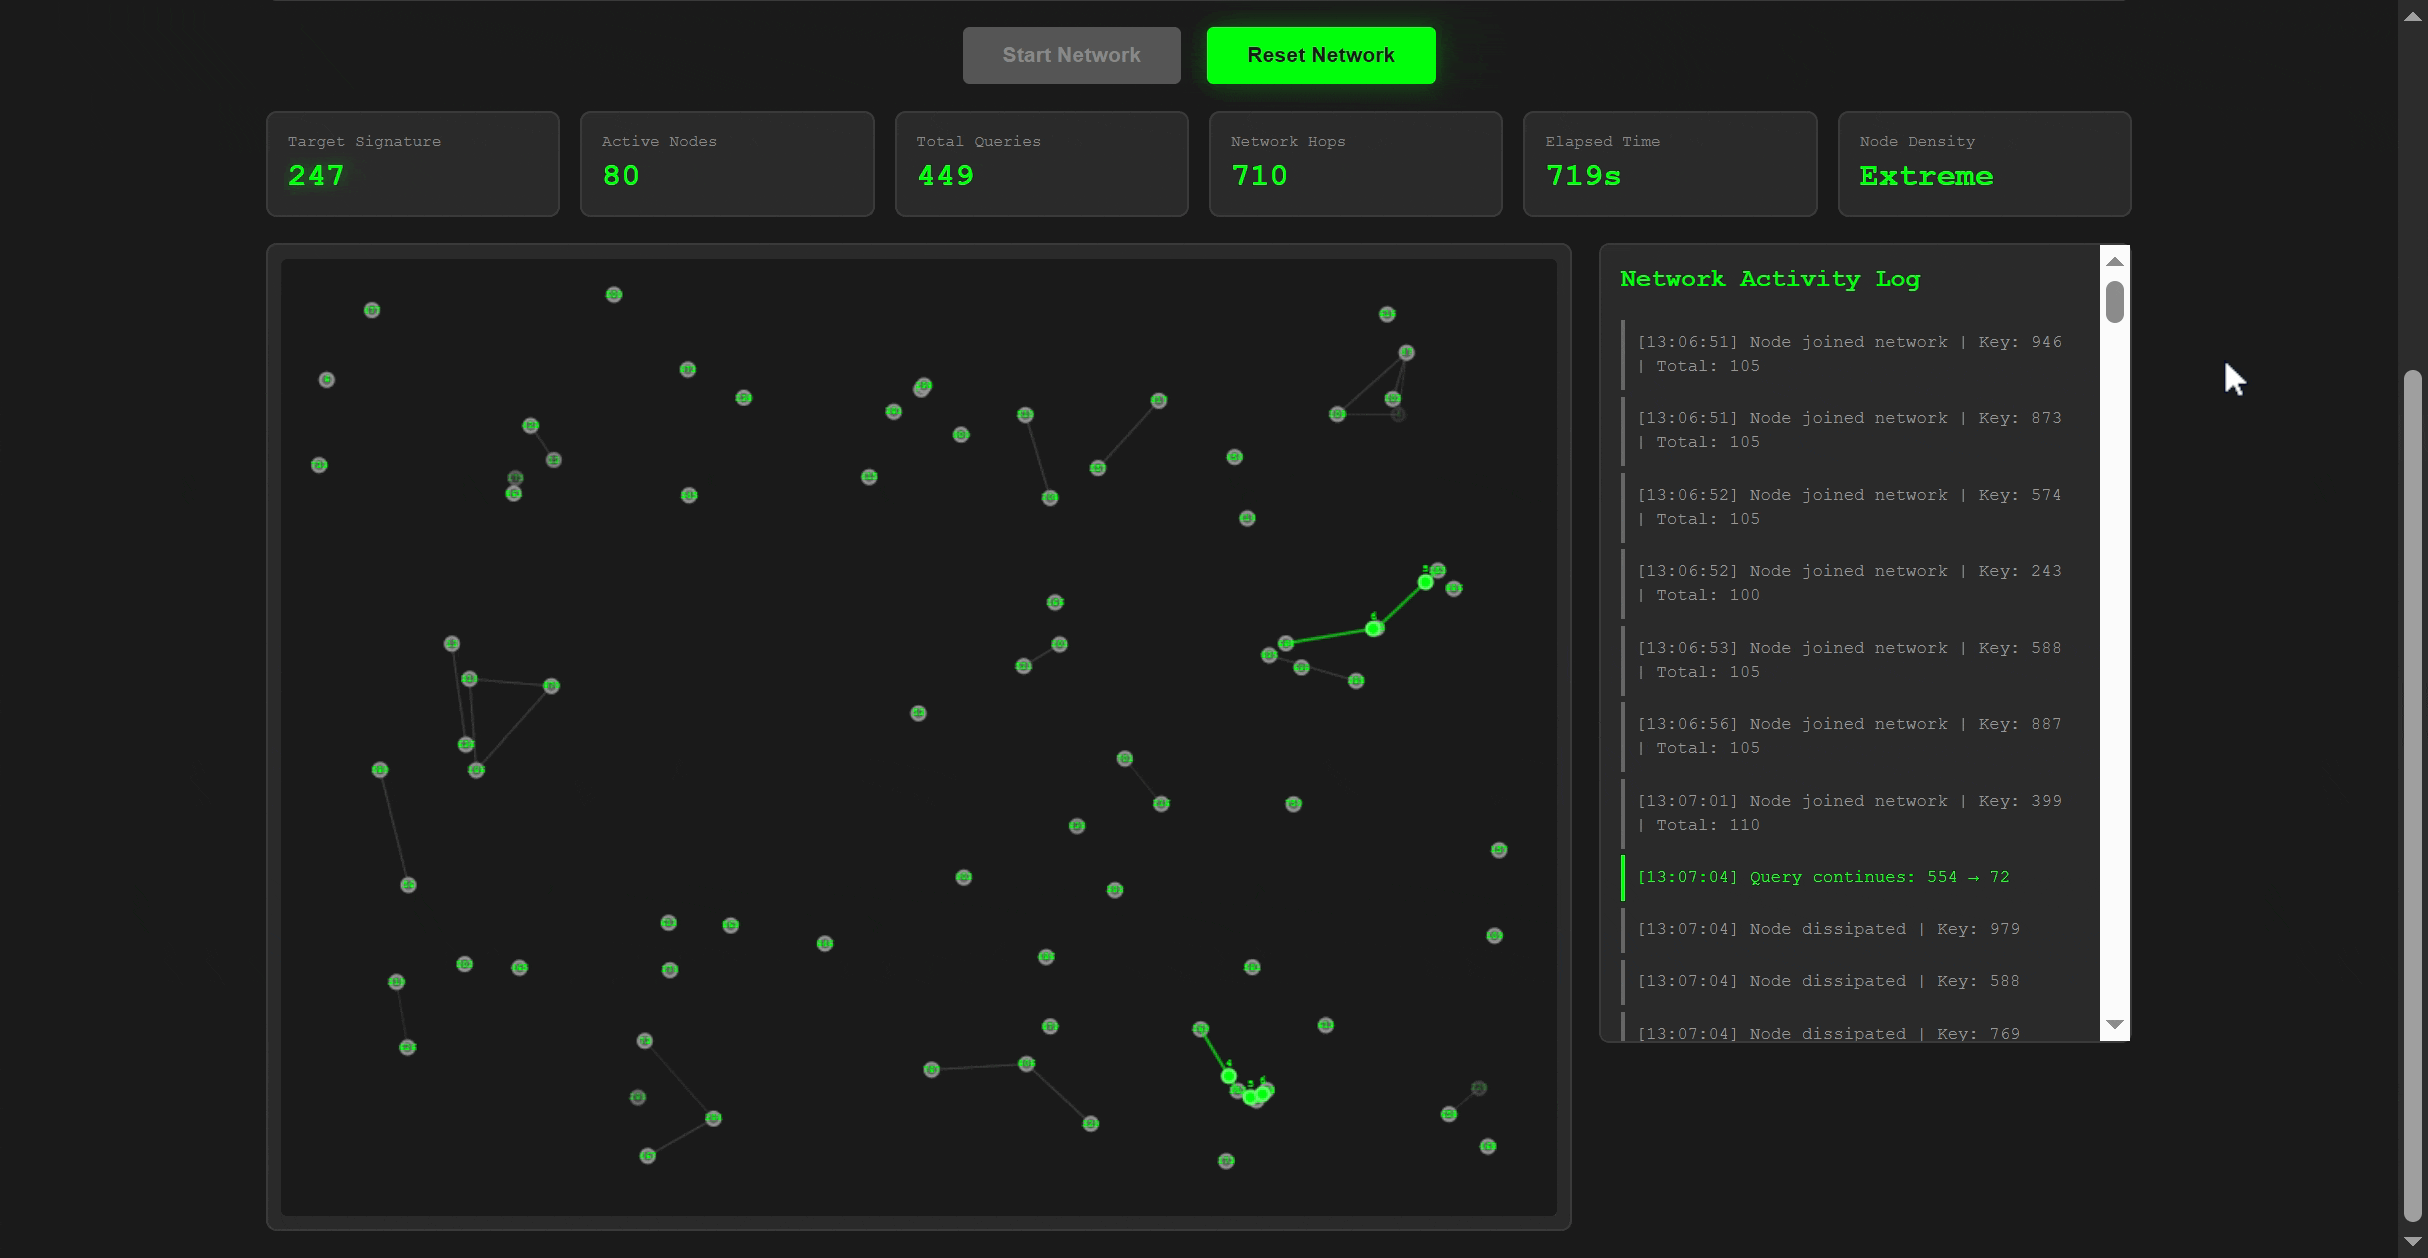 Start Network
Reset Network
Target Signature
247
Active Nodes
80
Total Queries
449
Network Hops
710
Elapsed Time
719s
Node Density
Extreme
Network Activity Log
[13:06:51] Node joined network | Key: 946
| Total: 105
[13:06:51] Node joined network | Key: 873
| Total: 105
[13:06:52] Node joined network | Key: 574
| Total: 105
[13:06:52] Node joined network | Key: 243
| Total: 100
[13:06:53] Node joined network | Key: 588
| Total: 105
[13:06:56] Node joined network | Key: 887
| Total: 105
[13:07:01] Node joined network | Key: 399
| Total: 110
[13:07:04] Query continues: 554 → 72
[13:07:04] Node dissipated | Key: 979
[13:07:04] Node dissipated | Key: 588
[13:07:04] Node dissipated | Key: 769